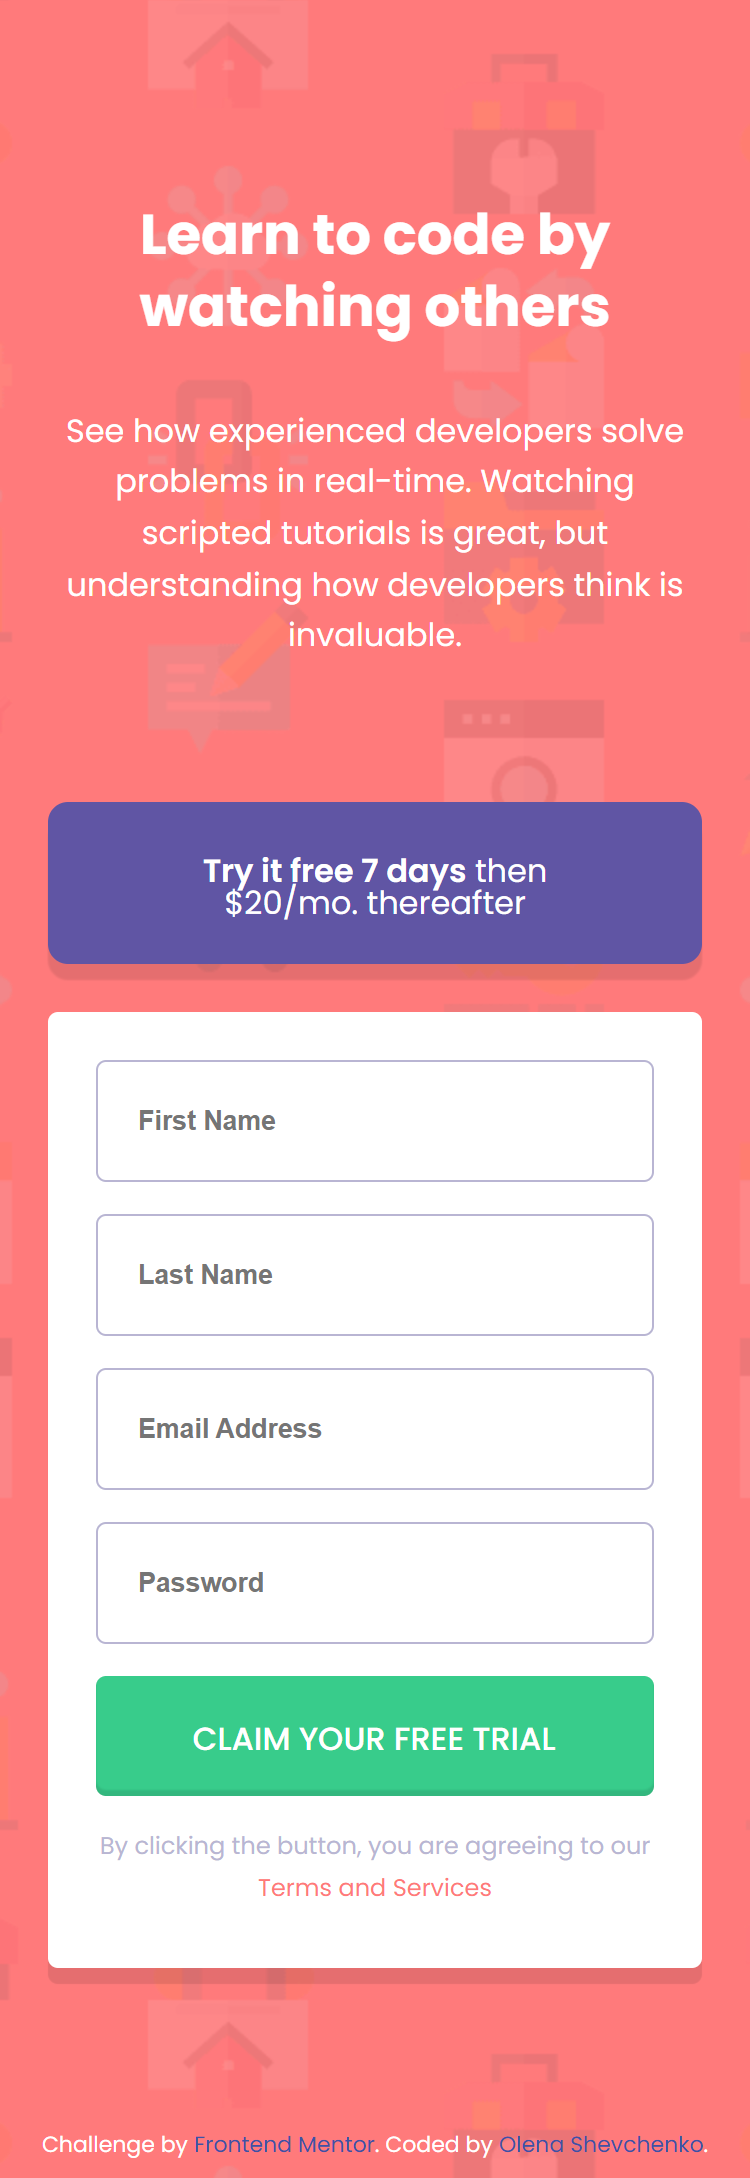 Learn to code by
watching others
See how experienced developers solve
problems in real-time. Watching
scripted tutorials is great, but
understanding how developers think is
invaluable.
Try it free 7 days then
$20/mo. thereafter
First Name
Last Name
Email Address
Password
CLAIM YOUR FREE TRIAL
By clicking the button, you are agreeing to our
Terms and Services
Challenge by Frontend Mentor. Coded by Olena Shevchenko.